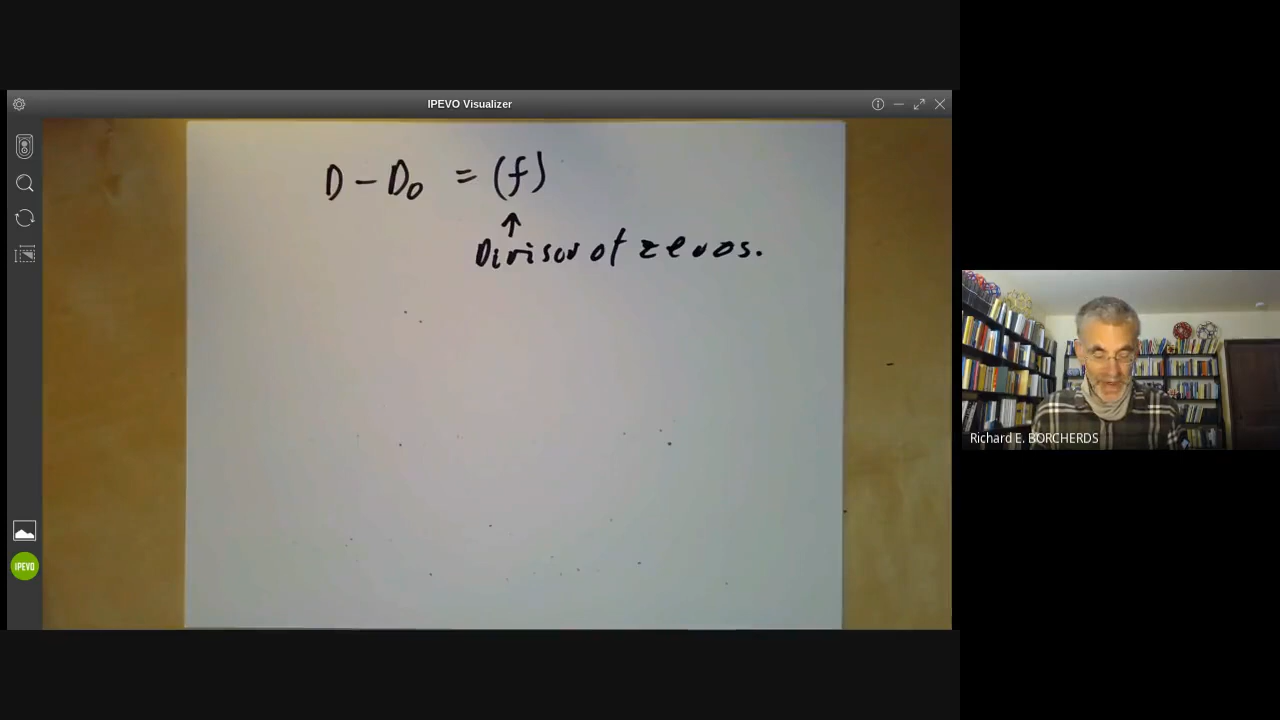 IPEVO Visualizer
D - D₀ = (f)
↑
Divisor of zeros.
Richard E. BORCHERDS
IPEVO